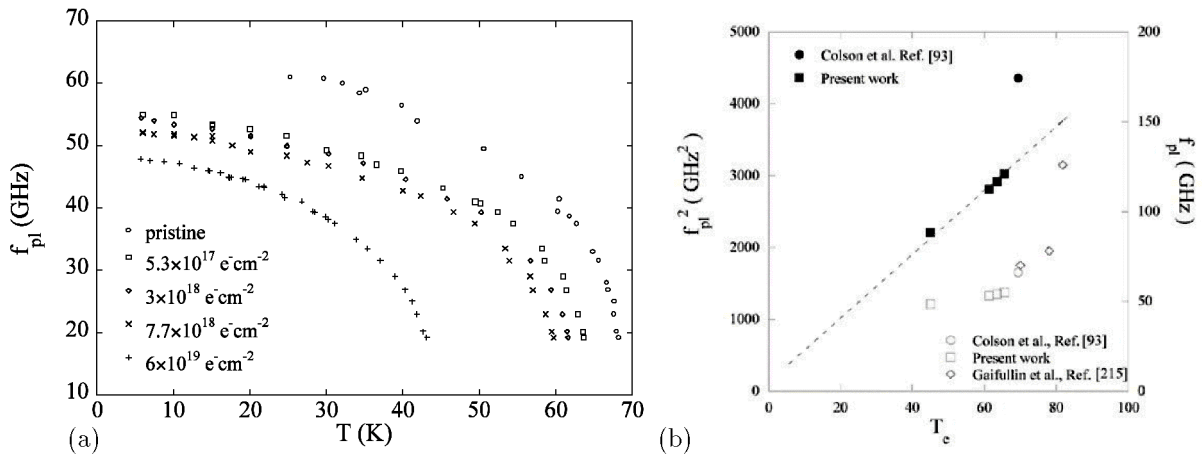 70
60
50
40
30
20
10
f_pl (GHz)
pristine
5.3×10^17 e^-cm^-2
3×10^18 e^-cm^-2
7.7×10^18 e^-cm^-2
6×10^19 e^-cm^-2
0 10 20 30 40 50 60 70
T (K)
(a)
5000
4000
3000
2000
1000
0
f_pl^2 ( GHz^2 )
Colson et al. Ref. [93]
Present work
Colson et al., Ref. [93]
Present work
Gaifullin et al., Ref. [215]
200
150
100
50
0
f_pl ( GHz )
0 20 40 60 80 100
T_c
(b)